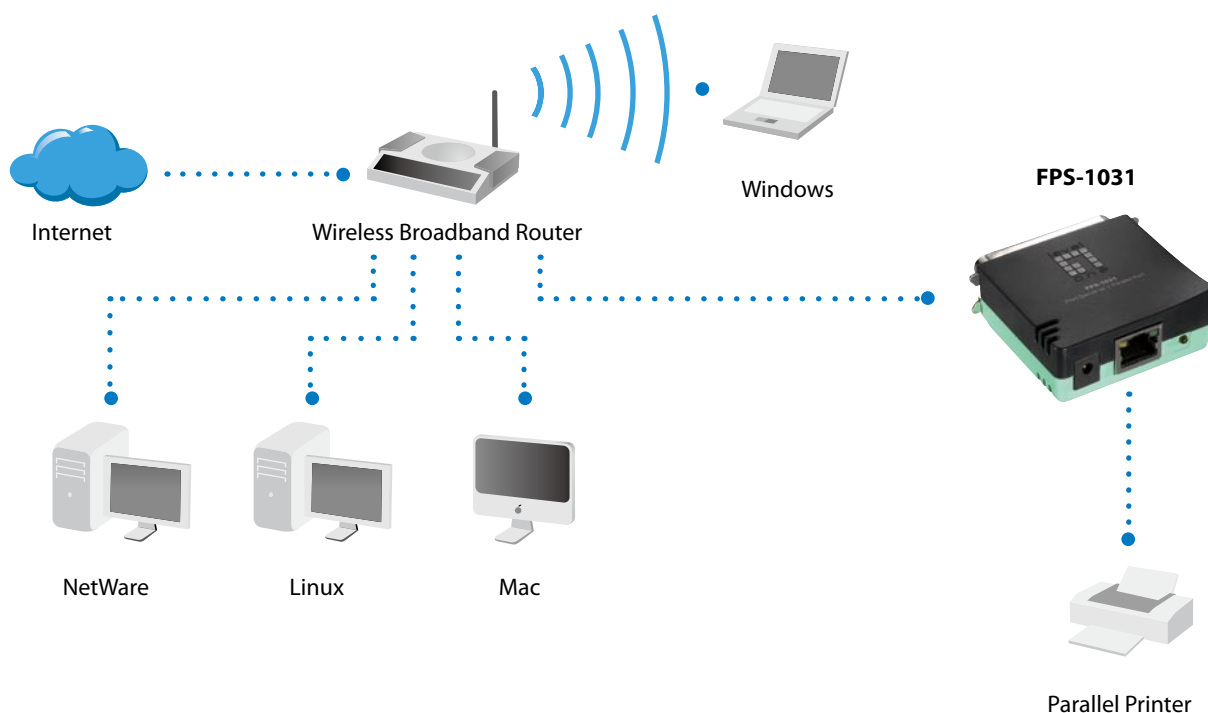 Internet
Wireless Broadband Router
Windows
FPS-1031
NetWare
Linux
Mac
Parallel Printer